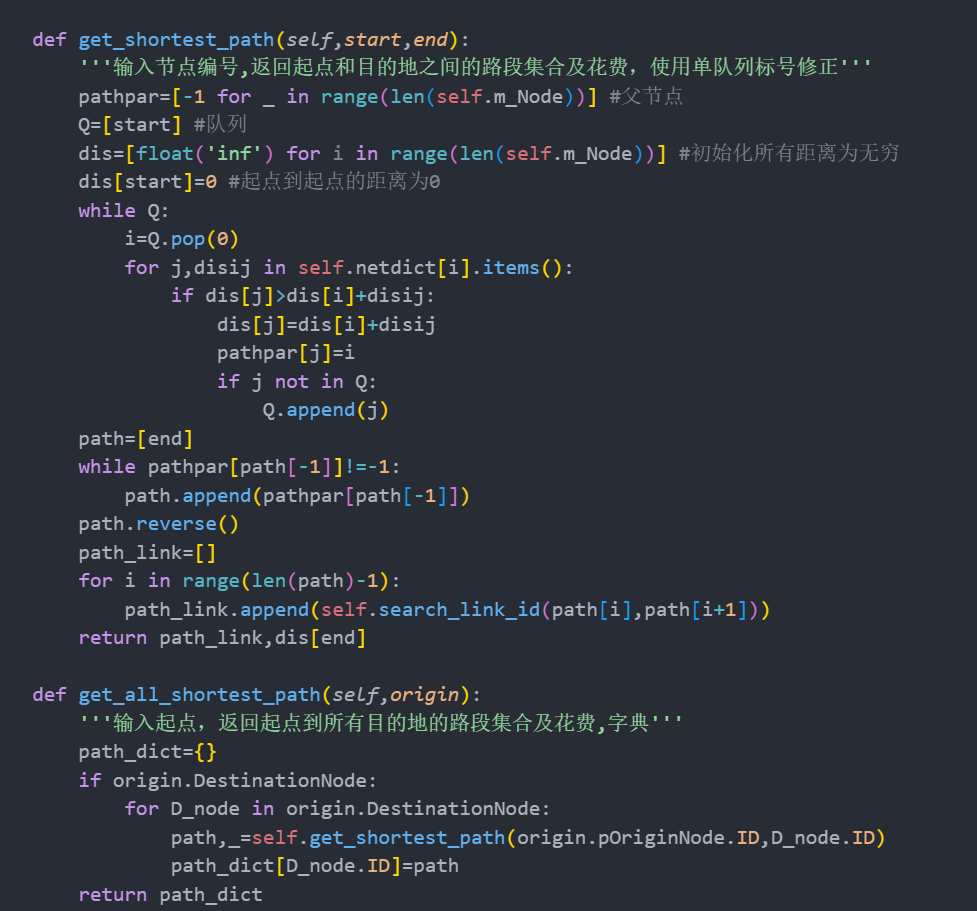 def get_shortest_path(self,start,end):
    '''输入节点编号,返回起点和目的地之间的路段集合及花费，使用单队列标号修正'''
    pathpar=[-1 for _ in range(len(self.m_Node))] #父节点
    Q=[start] #队列
    dis=[float('inf') for i in range(len(self.m_Node))] #初始化所有距离为无穷
    dis[start]=0 #起点到起点的距离为0
    while Q:
        i=Q.pop(0)
        for j,disij in self.netdict[i].items():
            if dis[j]>dis[i]+disij:
                dis[j]=dis[i]+disij
                pathpar[j]=i
                if j not in Q:
                    Q.append(j)
    path=[end]
    while pathpar[path[-1]]!=-1:
        path.append(pathpar[path[-1]])
    path.reverse()
    path_link=[]
    for i in range(len(path)-1):
        path_link.append(self.search_link_id(path[i],path[i+1]))
    return path_link,dis[end]

def get_all_shortest_path(self,origin):
    '''输入起点，返回起点到所有目的地的路段集合及花费,字典'''
    path_dict={}
    if origin.DestinationNode:
        for D_node in origin.DestinationNode:
            path,_=self.get_shortest_path(origin.pOriginNode.ID,D_node.ID)
            path_dict[D_node.ID]=path
    return path_dict